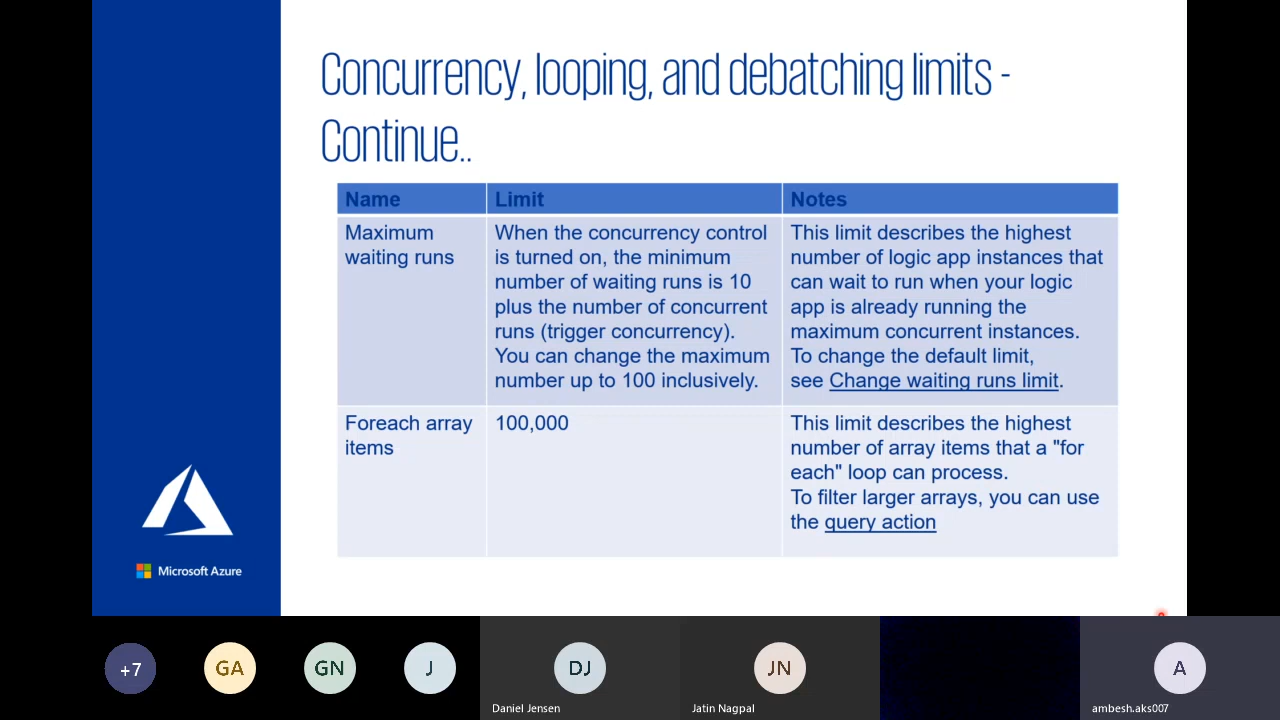 Concurrency, looping, and debatching limits -
Continue..
Name
Limit
Notes
Maximum
waiting runs
When the concurrency control
is turned on, the minimum
number of waiting runs is 10
plus the number of concurrent
runs (trigger concurrency).
You can change the maximum
number up to 100 inclusively.
This limit describes the highest
number of logic app instances that
can wait to run when your logic
app is already running the
maximum concurrent instances.
To change the default limit,
see Change waiting runs limit.
Foreach array
items
100,000
This limit describes the highest
number of array items that a "for
each" loop can process.
To filter larger arrays, you can use
the query action
Microsoft Azure
+7
GA
GN
J
DJ
JN
A
Daniel Jensen
Jatin Nagpal
ambesh.aks007